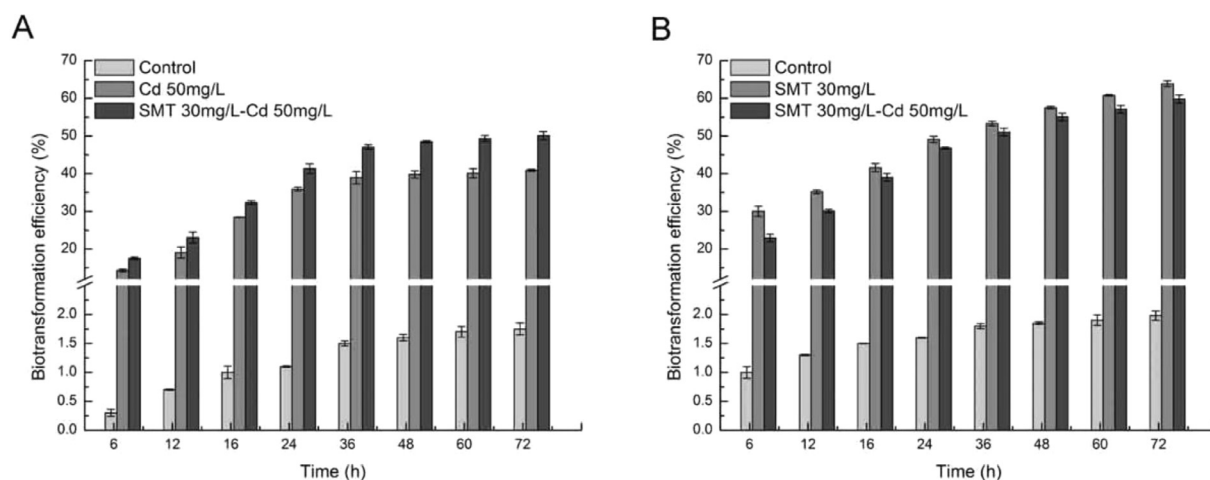 A
Control
Cd 50mg/L
SMT 30mg/L-Cd 50mg/L
Biotransformation efficiency (%)
70
60
50
40
30
20
2.0
1.5
1.0
0.5
0.0
6 12 16 24 36 48 60 72
Time (h)
B
Control
SMT 30mg/L
SMT 30mg/L-Cd 50mg/L
Biotransformation efficiency (%)
70
60
50
40
30
20
2.0
1.5
1.0
0.5
0.0
6 12 16 24 36 48 60 72
Time (h)